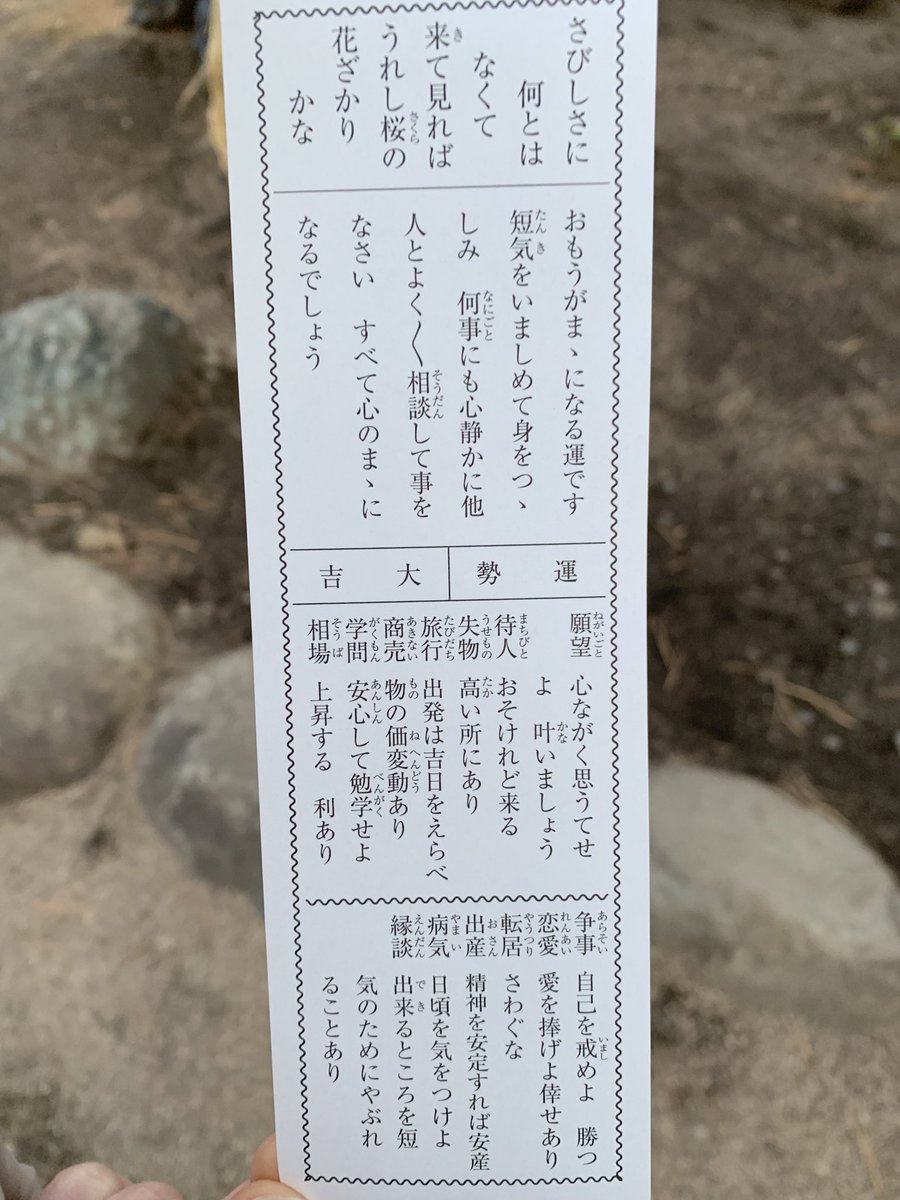 さびしさに
何とは
なくて
来て見れば
うれし桜の
花ざかり
かな
おもうがまゝになる運です
短気をいましめて身をつゝ
しみ　何事にも心静かに他
人とよく〱相談して事を
なさい　すべて心のまゝに
なるでしょう
運勢
大吉
願望　心ながく思うてせ
よ　叶いましょう
待人　おそけれど来る
失物　高い所にあり
旅行　出発は吉日をえらべ
商売　物の価変動あり
学問　安心して勉学せよ
相場　上昇する　利あり
争事　自己を戒めよ　勝つ
恋愛　愛を捧げよ倖せあり
転居　さわぐな
出産　精神を安定すれば安産
病気　日頃を気をつけよ
縁談　出来るところを短
気のためにやぶれ
ることあり